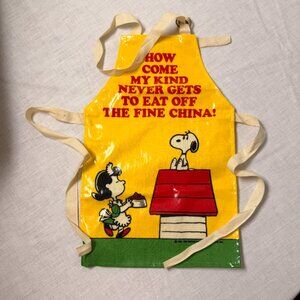 HOW
COME
MY KIND
NEVER GETS
TO EAT OFF
THE FINE CHINA!